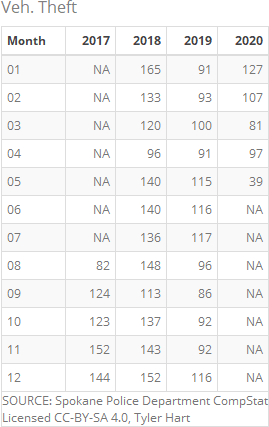 Veh. Theft
Month 2017 2018 2019 2020
01 NA 165 91 127
02 NA 133 93 107
03 NA 120 100 81
04 NA 96 91 97
05 NA 140 115 39
06 NA 140 116 NA
07 NA 136 117 NA
08 82 148 96 NA
09 124 113 86 NA
10 123 137 92 NA
11 152 143 92 NA
12 144 152 116 NA
SOURCE: Spokane Police Department CompStat
Licensed CC-BY-SA 4.0, Tyler Hart